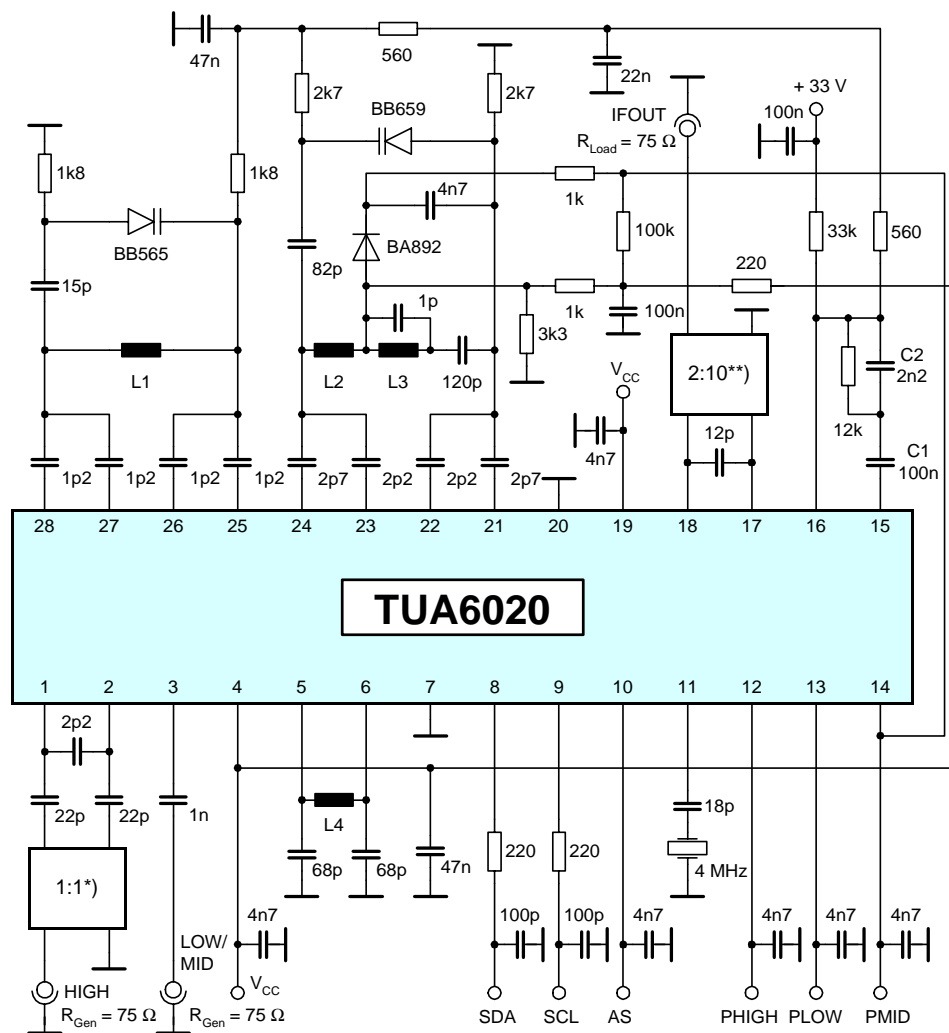 47n
560
22n
+ 33 V
2k7
BB659
2k7
IFOUT
R_Load = 75 Ω
100n
1k8
1k8
4n7
1k
BB565
82p
BA892
100k
33k
560
15p
1p
1k
100n
220
3k3
L1
L2
L3
120p
V_CC
2:10**)
C2
2n2
12k
1p2
1p2
1p2
1p2
2p7
2p2
2p2
2p7
4n7
12p
C1
100n
28 27 26 25 24 23 22 21 20 19 18 17 16 15
TUA6020
1 2 3 4 5 6 7 8 9 10 11 12 13 14
2p2
22p
22p
1n
L4
18p
68p
68p
47n
220
220
4 MHz
1:1*)
LOW/
MID
4n7
100p
100p
4n7
4n7
4n7
4n7
HIGH
R_Gen = 75 Ω
R_Gen = 75 Ω
V_CC
SDA
SCL
AS
PHIGH
PLOW
PMID